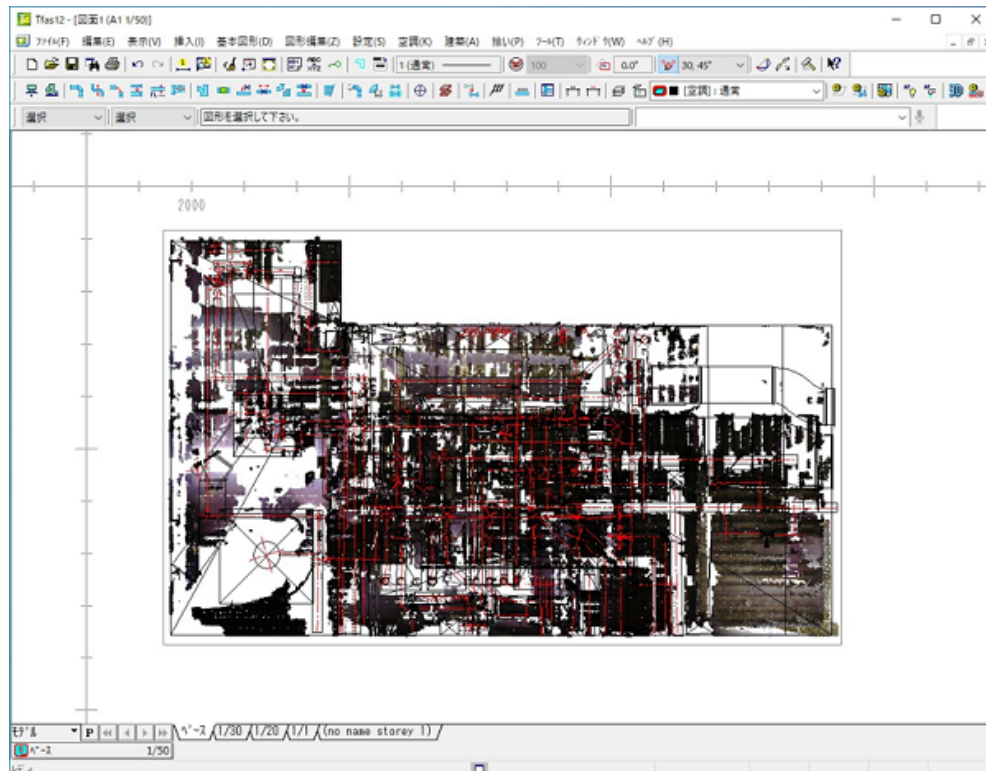 Tfas12 - [図面1 (A1 1/50)]
ﾌｧｲﾙ(F) 編集(E) 表示(V) 挿入(I) 基本図形(D) 図形編集(Z) 設定(S) 空調(K) 建築(A) 拾い(P) ﾂｰﾙ(T) ｳｨﾝﾄﾞｳ(W) ﾍﾙﾌﾟ(H)
1(通常) 100 0.0° 30, 45°
[空調]:通常
選択 選択 図形を選択して下さい。
2000
ﾓﾃﾞﾙ P ﾍﾞｰｽ 1/30 1/20 1/1 (no name storey 1)
ﾍﾞｰｽ 1/50